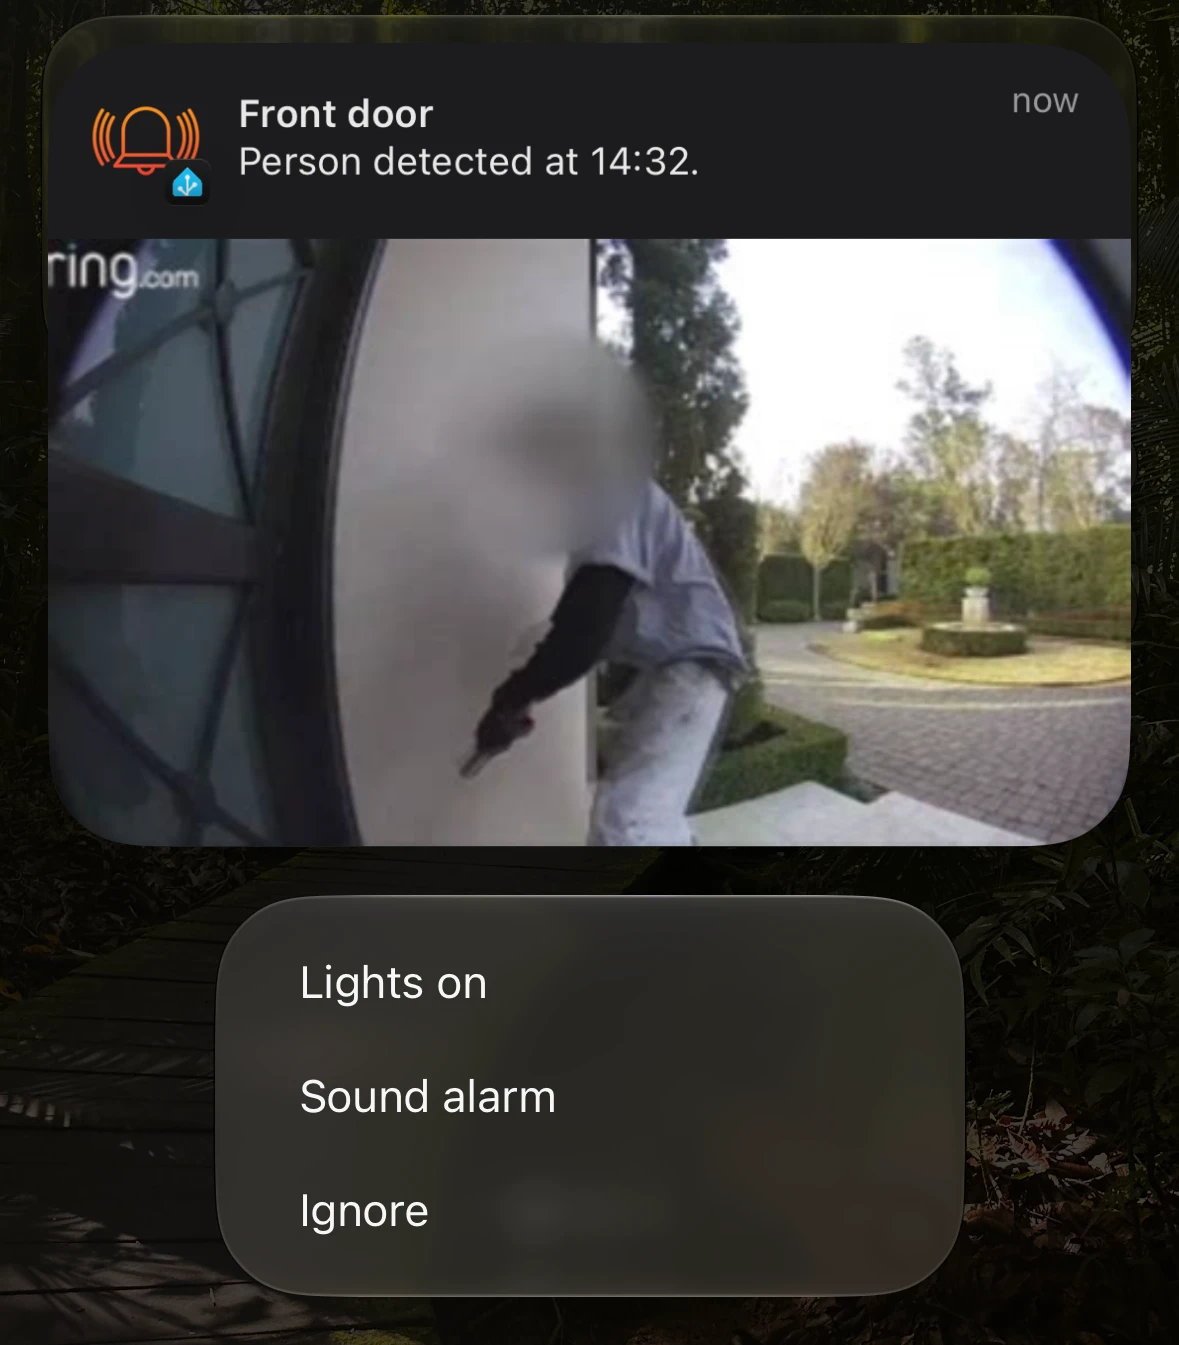 Front door
now
Person detected at 14:32.
ring.com
Lights on
Sound alarm
Ignore